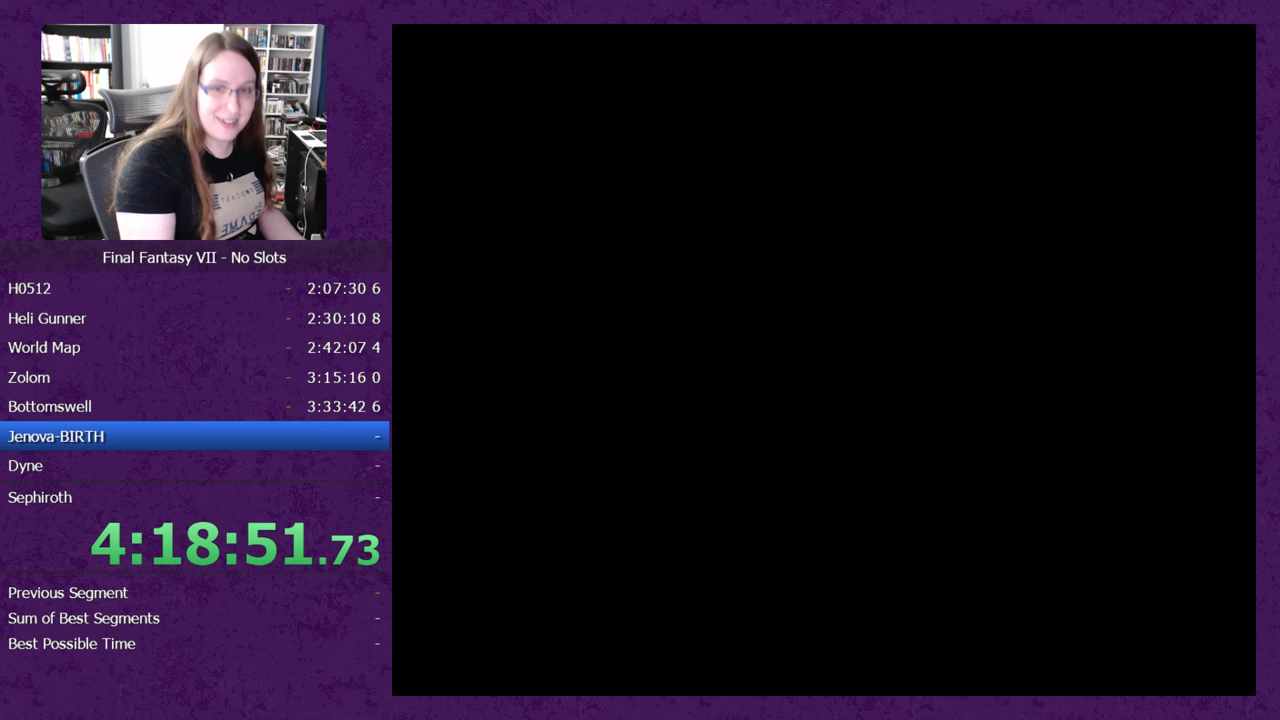 Final Fantasy VII - No Slots
H0512 - 2:07:30 6
Heli Gunner - 2:30:10 8
World Map - 2:42:07 4
Zolom - 3:15:16 0
Bottomswell - 3:33:42 6
Jenova-BIRTH -
Dyne -
Sephiroth -
4:18:51.73
Previous Segment -
Sum of Best Segments -
Best Possible Time -